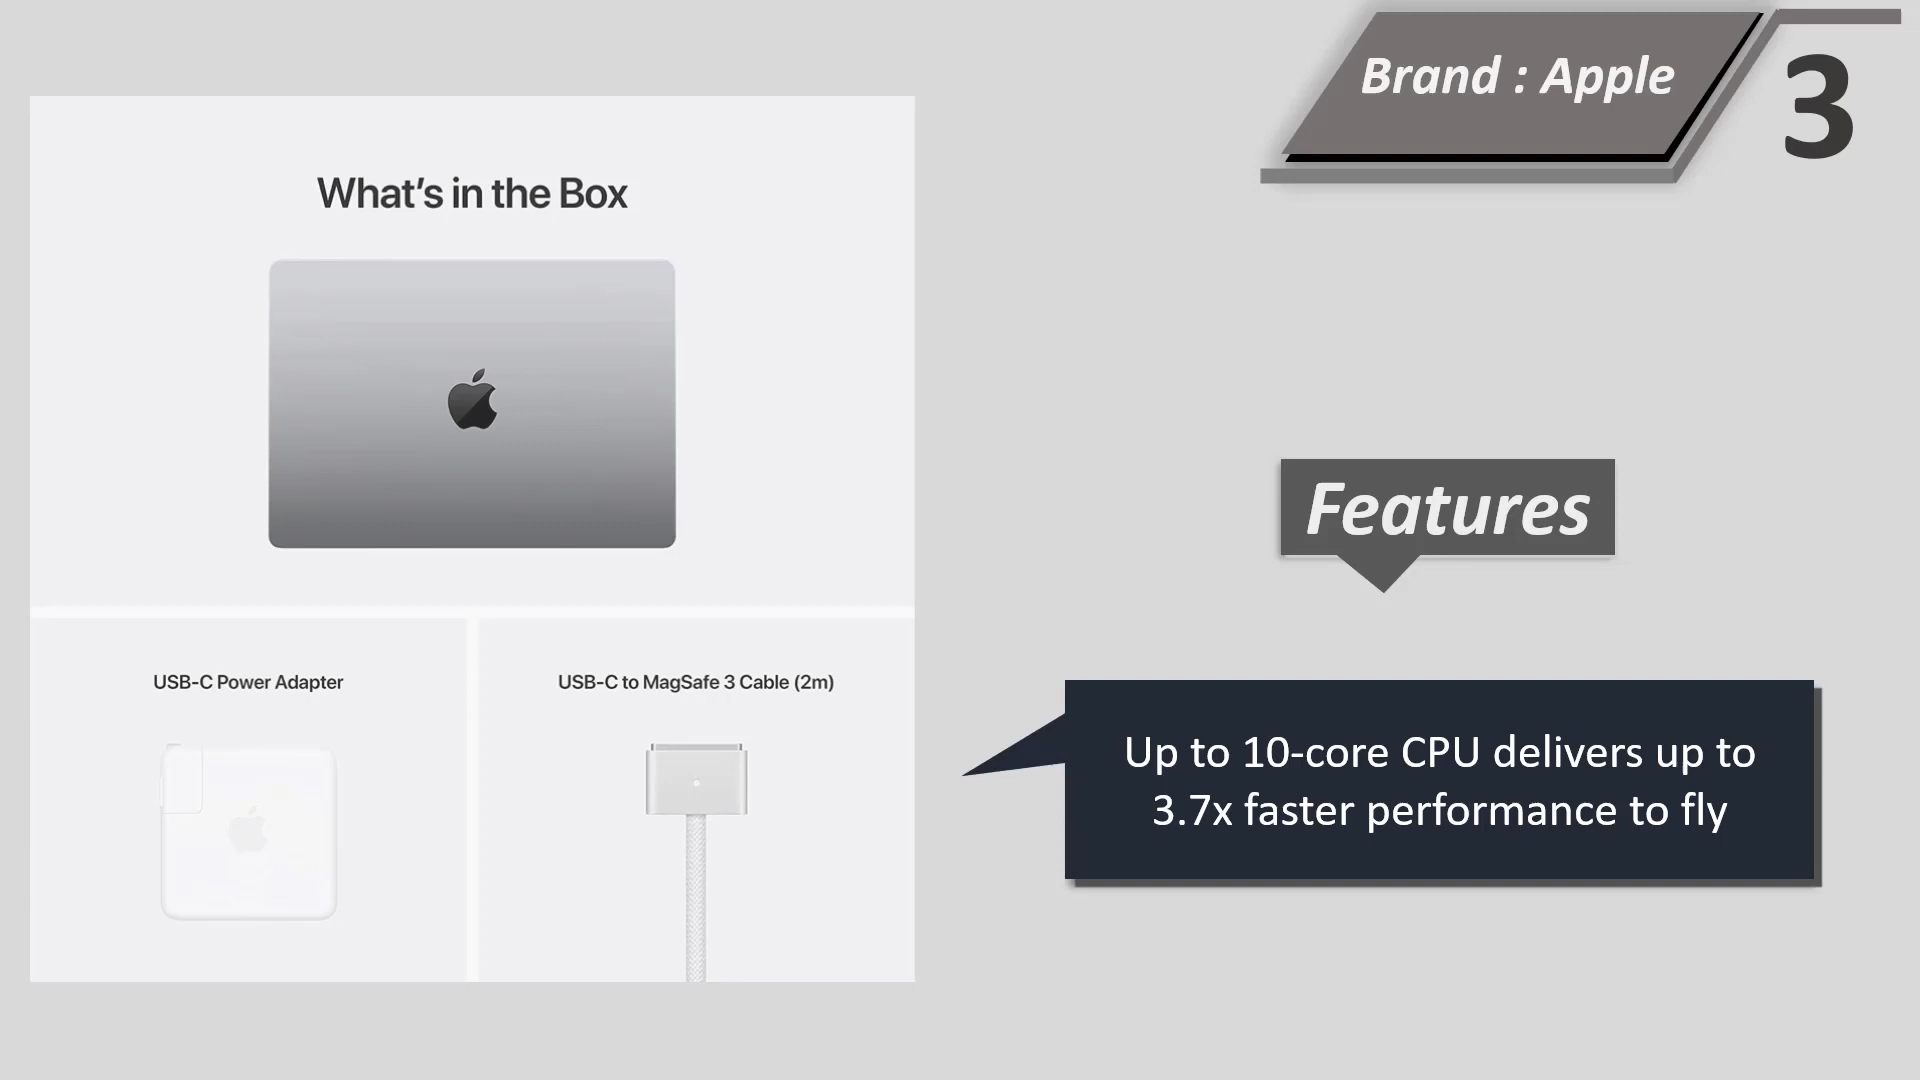 Brand : Apple
3
What's in the Box
USB-C Power Adapter
USB-C to MagSafe 3 Cable (2m)
Features
Up to 10-core CPU delivers up to
3.7x faster performance to fly